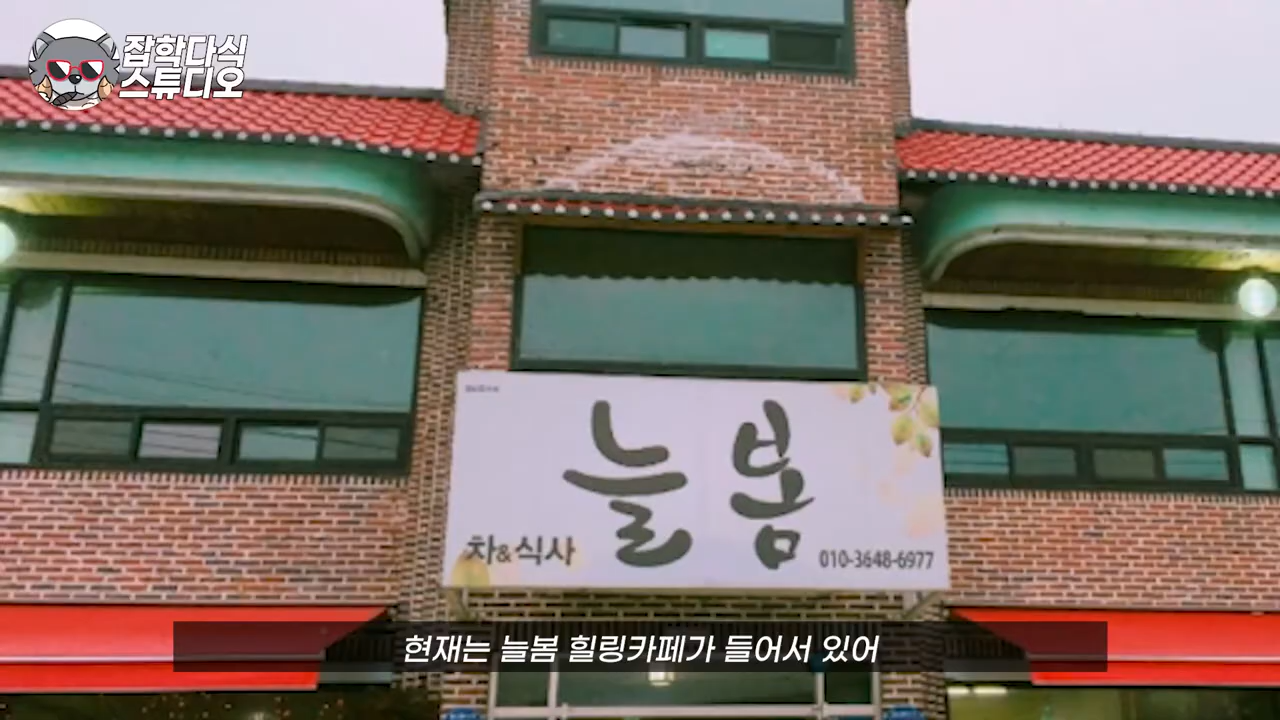 잡학다식
스튜디오
늘봄
차&식사
010-3648-6977
현재는 늘봄 힐링카페가 들어서 있어